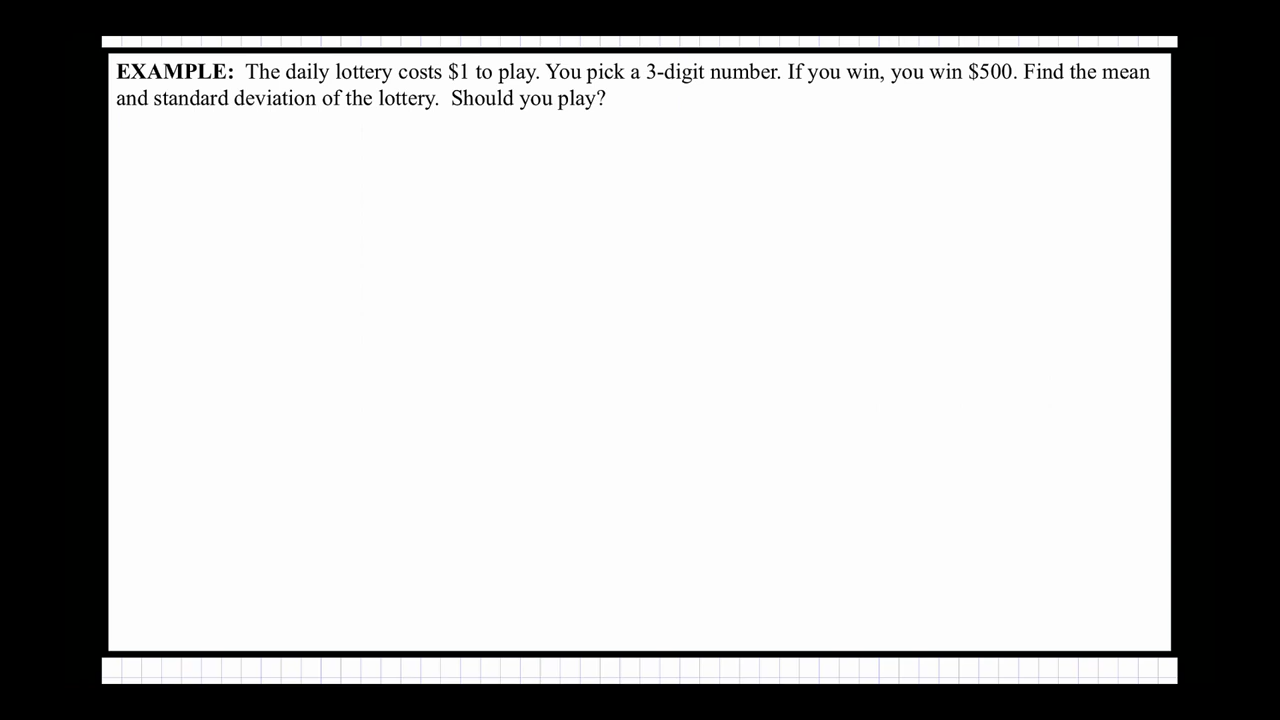 EXAMPLE: The daily lottery costs $1 to play. You pick a 3-digit number. If you win, you win $500. Find the mean
and standard deviation of the lottery. Should you play?